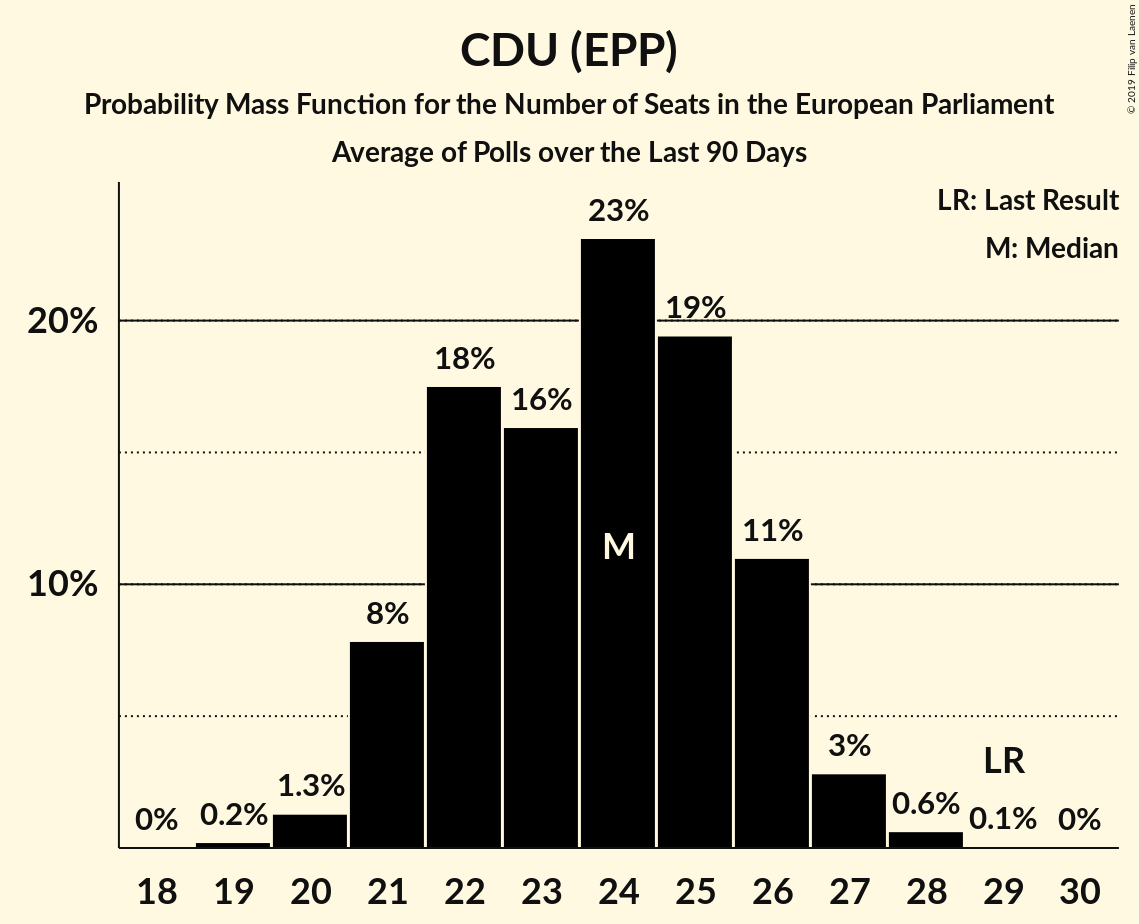 CDU (EPP)
Probability Mass Function for the Number of Seats in the European Parliament
Average of Polls over the Last 90 Days
© 2019 Filip van Laenen
LR: Last Result
M: Median
23%
20%
19%
18%
16%
M
11%
10%
8%
3%
LR
1.3%
0.6%
0%
0.2%
0.1%
0%
18 19 20 21 22 23 24 25 26 27 28 29 30